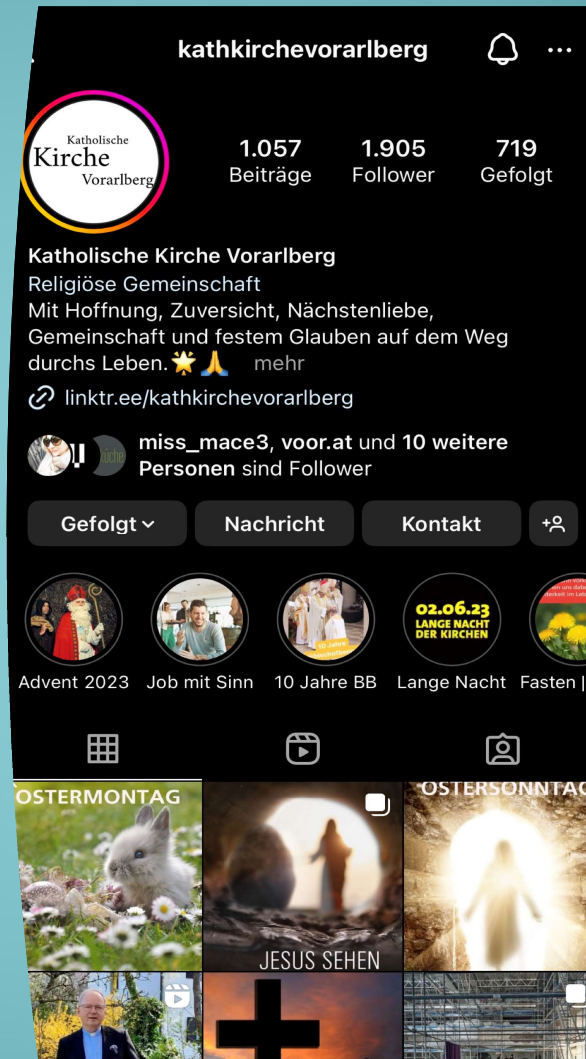 kathkirchevorarlberg
Katholische
Kirche
Vorarlberg
1.057 1.905 719
Beiträge Follower Gefolgt
Katholische Kirche Vorarlberg
Religiöse Gemeinschaft
Mit Hoffnung, Zuversicht, Nächstenliebe,
Gemeinschaft und festem Glauben auf dem Weg
durchs Leben.🌟🙏 mehr
linktr.ee/kathkirchevorarlberg
miss_mace3, voor.at und 10 weitere
Personen sind Follower
Gefolgt Nachricht Kontakt
02.06.23
LANGE NACHT
DER KIRCHEN
Advent 2023 Job mit Sinn 10 Jahre BB Lange Nacht Fasten |
OSTERMONTAG
OSTERSONNTAG
JESUS SEHEN